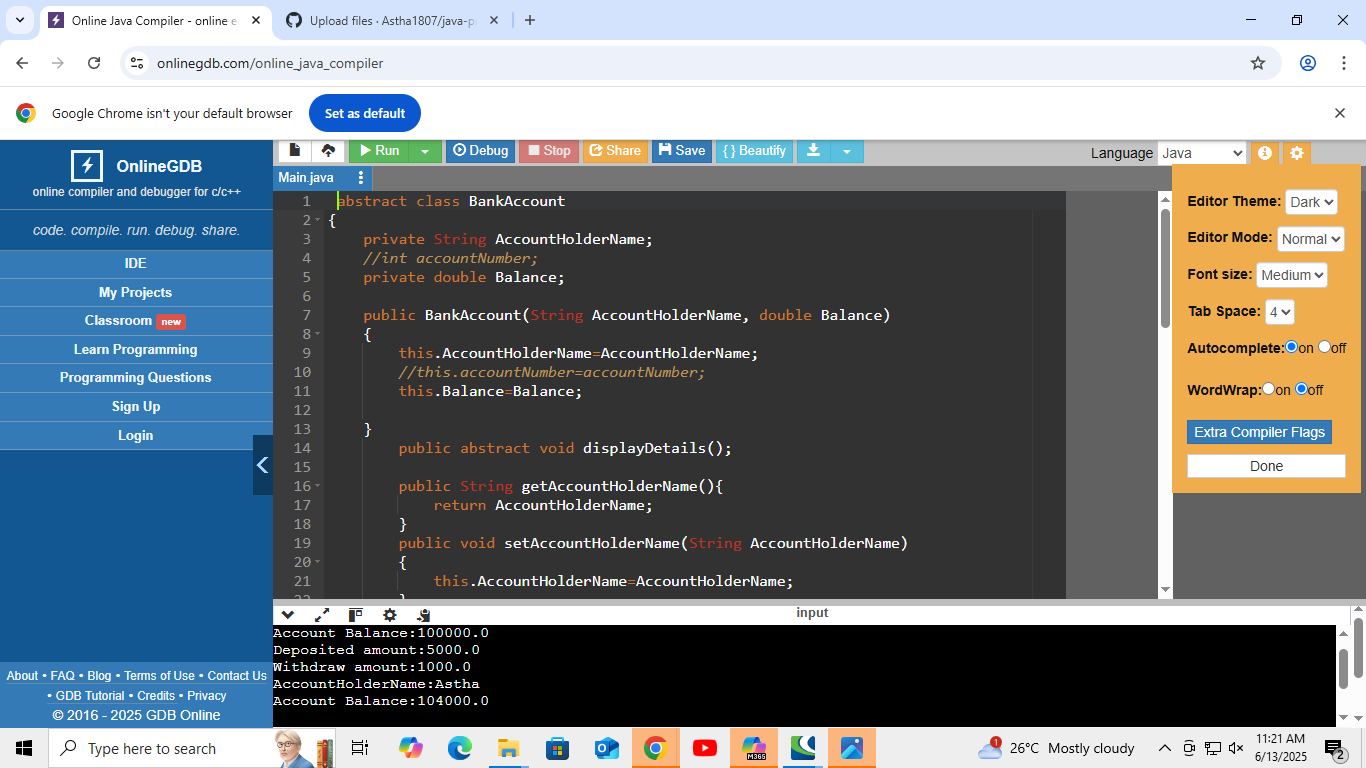 Online Java Compiler - online e
Upload files · Astha1807/java-p
onlinegdb.com/online_java_compiler
Google Chrome isn't your default browser
Set as default
OnlineGDB
online compiler and debugger for c/c++
code. compile. run. debug. share.
IDE
My Projects
Classroom new
Learn Programming
Programming Questions
Sign Up
Login
About • FAQ • Blog • Terms of Use • Contact Us
• GDB Tutorial • Credits • Privacy
© 2016 - 2025 GDB Online
Run
Debug
Stop
Share
Save
{ } Beautify
Language Java
Main.java
1 abstract class BankAccount
2 {
3 private String AccountHolderName;
4 //int accountNumber;
5 private double Balance;
6
7 public BankAccount(String AccountHolderName, double Balance)
8 {
9 this.AccountHolderName=AccountHolderName;
10 //this.accountNumber=accountNumber;
11 this.Balance=Balance;
12
13 }
14 public abstract void displayDetails();
15
16 public String getAccountHolderName(){
17 return AccountHolderName;
18 }
19 public void setAccountHolderName(String AccountHolderName)
20 {
21 this.AccountHolderName=AccountHolderName;
22 }
Editor Theme: Dark
Editor Mode: Normal
Font size: Medium
Tab Space: 4
Autocomplete: on off
WordWrap: on off
Extra Compiler Flags
Done
input
Account Balance:100000.0
Deposited amount:5000.0
Withdraw amount:1000.0
AccountHolderName:Astha
Account Balance:104000.0
Type here to search
M365
1
26°C Mostly cloudy
11:21 AM
6/13/2025
2